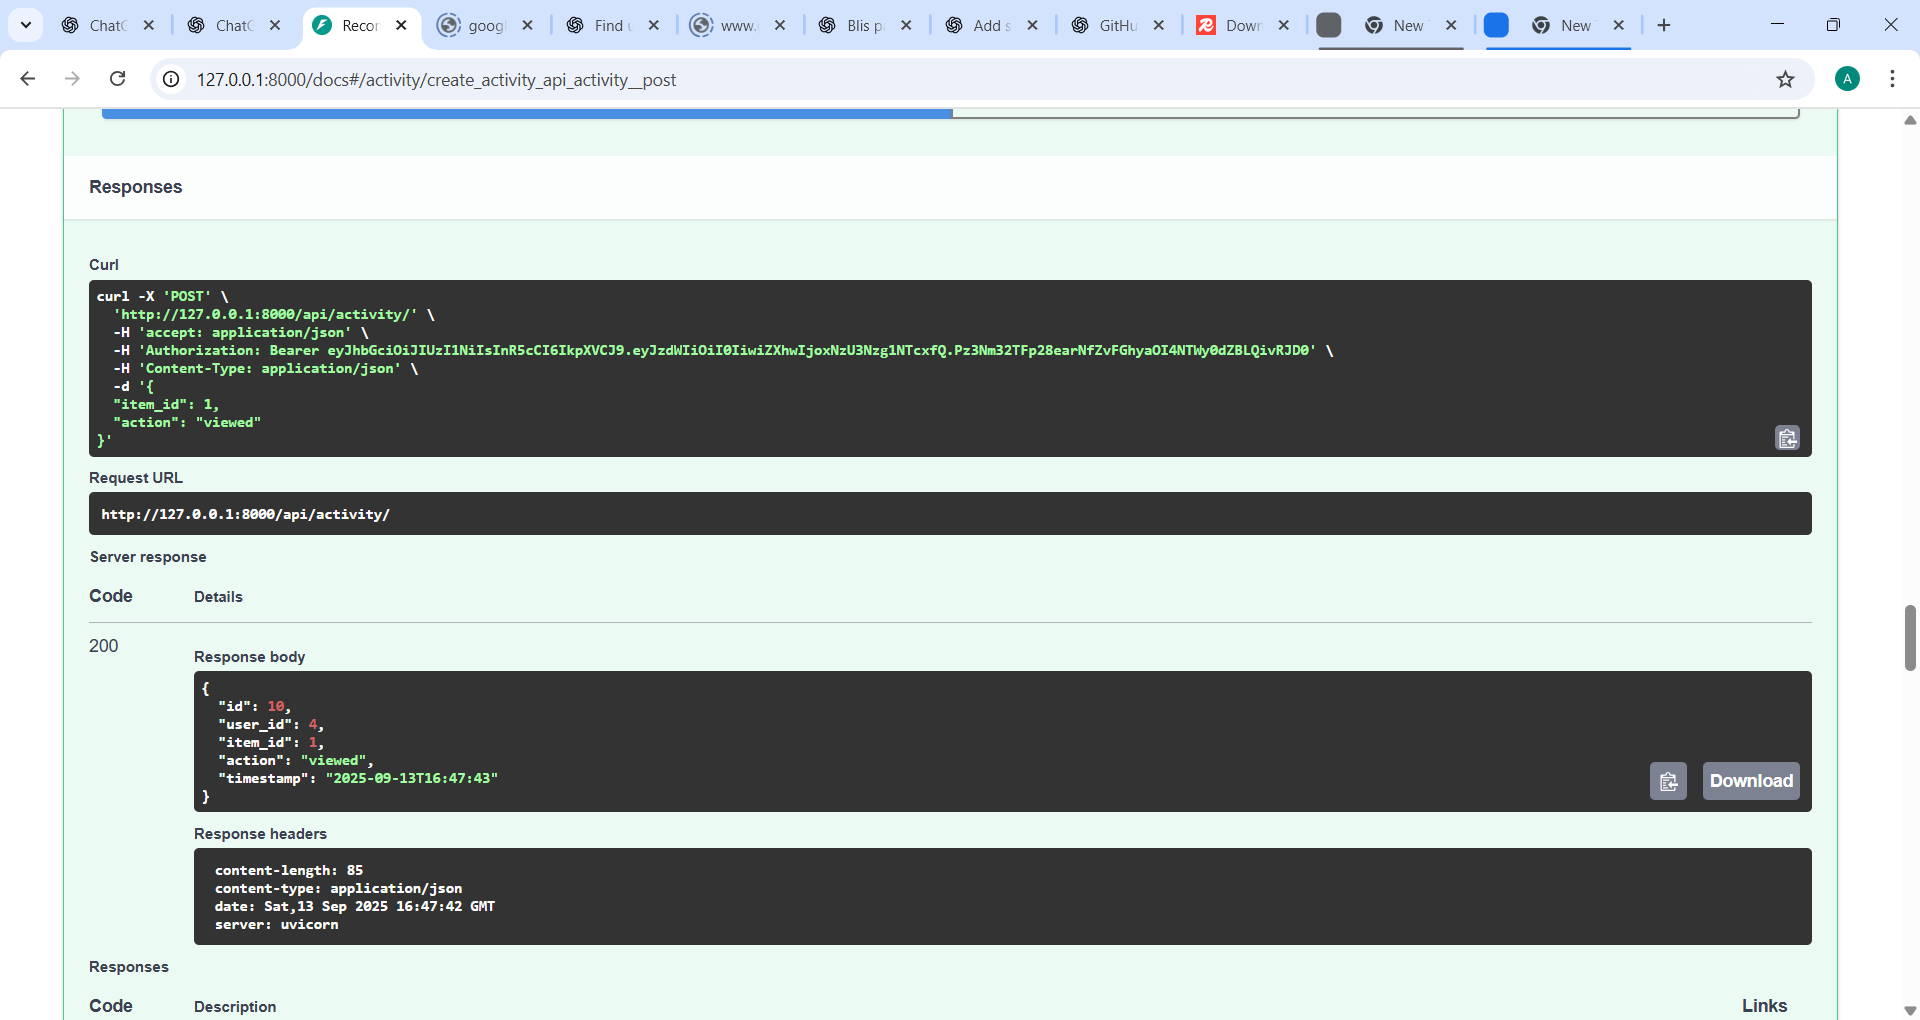 ChatG
ChatG
Recor
goog
Find u
www.
Blis p
Add s
GitHu
Down
New
New
127.0.0.1:8000/docs#/activity/create_activity_api_activity__post
A
Responses
Curl
curl -X 'POST' \
'http://127.0.0.1:8000/api/activity/' \
-H 'accept: application/json' \
-H 'Authorization: Bearer eyJhbGciOiJIUzI1NiIsInR5cCI6IkpXVCJ9.eyJzdWIiOiI0IiwiZXhwIjoxNzU3Nzg1NTcxfQ.Pz3Nm32TFp28earNfZvFGhyaOI4NTWy0dZBLQivRJD0' \
-H 'Content-Type: application/json' \
-d '{
"item_id": 1,
"action": "viewed"
}'
Request URL
http://127.0.0.1:8000/api/activity/
Server response
Code Details
200
Response body
{
"id": 10,
"user_id": 4,
"item_id": 1,
"action": "viewed",
"timestamp": "2025-09-13T16:47:43"
}
Download
Response headers
content-length: 85
content-type: application/json
date: Sat,13 Sep 2025 16:47:42 GMT
server: uvicorn
Responses
Code Description Links